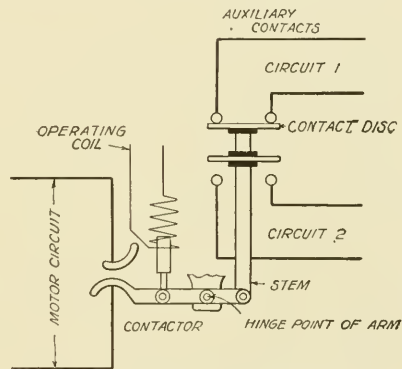 AUXILIARY
CONTACTS
CIRCUIT 1
CONTACT DISC
OPERATING
COIL
CIRCUIT 2
MOTOR CIRCUIT
STEM
CONTACTOR
HINGE POINT OF ARM